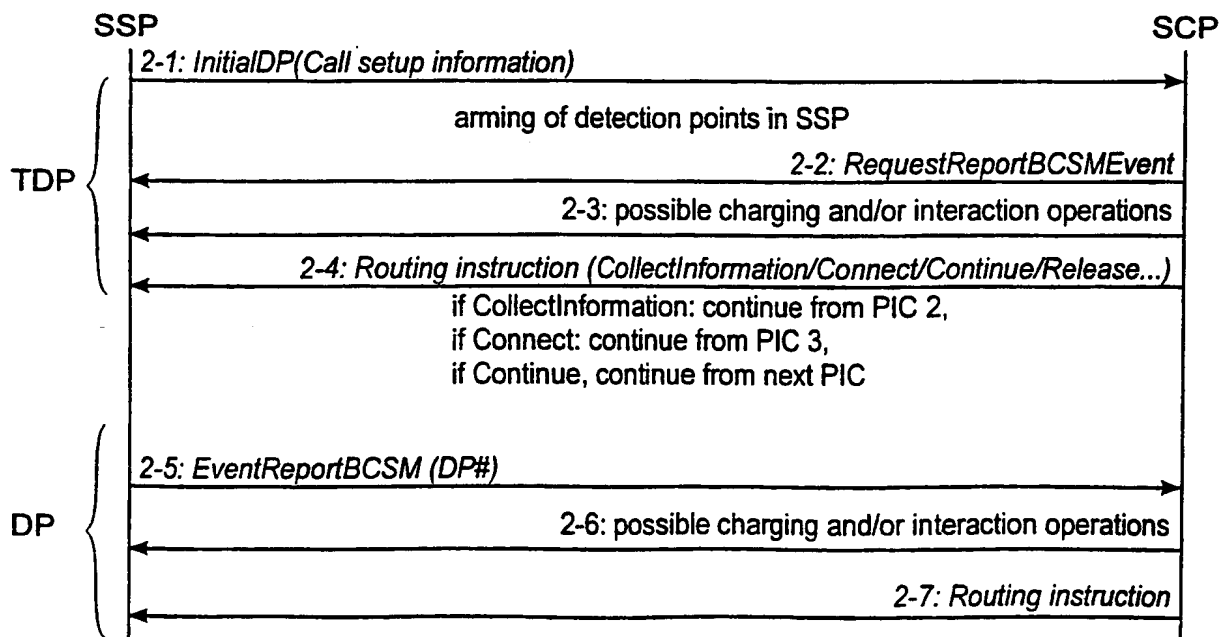 SSP
SCP
2-1: InitialDP(Call setup information)
arming of detection points in SSP
TDP
2-2: RequestReportBCSMEvent
2-3: possible charging and/or interaction operations
2-4: Routing instruction (CollectInformation/Connect/Continue/Release...)
if CollectInformation: continue from PIC 2,
if Connect: continue from PIC 3,
if Continue, continue from next PIC
2-5: EventReportBCSM (DP#)
DP
2-6: possible charging and/or interaction operations
2-7: Routing instruction